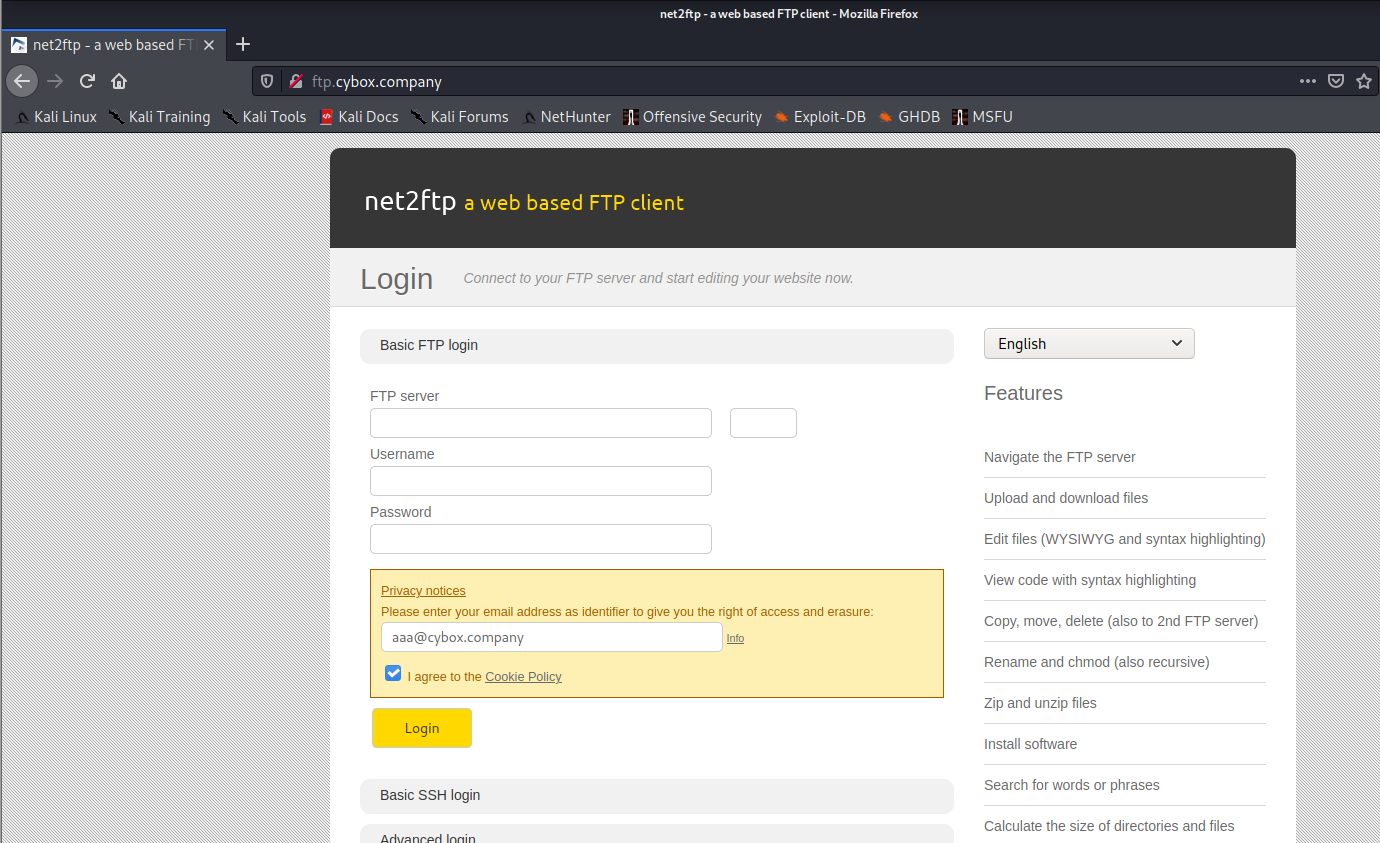 net2ftp - a web based FTP client - Mozilla Firefox
net2ftp - a web based FT
ftp.cybox.company
Kali Linux Kali Training Kali Tools Kali Docs Kali Forums NetHunter Offensive Security Exploit-DB GHDB MSFU
net2ftp a web based FTP client
Login Connect to your FTP server and start editing your website now.
Basic FTP login
English
FTP server
Username
Password
Privacy notices
Please enter your email address as identifier to give you the right of access and erasure:
aaa@cybox.company Info
I agree to the Cookie Policy
Login
Basic SSH login
Advanced login
Features
Navigate the FTP server
Upload and download files
Edit files (WYSIWYG and syntax highlighting)
View code with syntax highlighting
Copy, move, delete (also to 2nd FTP server)
Rename and chmod (also recursive)
Zip and unzip files
Install software
Search for words or phrases
Calculate the size of directories and files